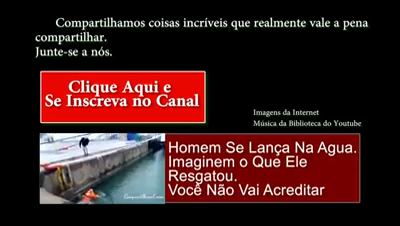 Compartilhamos coisas incríveis que realmente vale a pena
compartilhar.
Junte-se a nós.
Clique Aqui e
Se Inscreva no Canal
Imagens da Internet
Música da Biblioteca do Youtube
Homem Se Lança Na Agua.
Imaginem o Que Ele
Resgatou.
Você Não Vai Acreditar